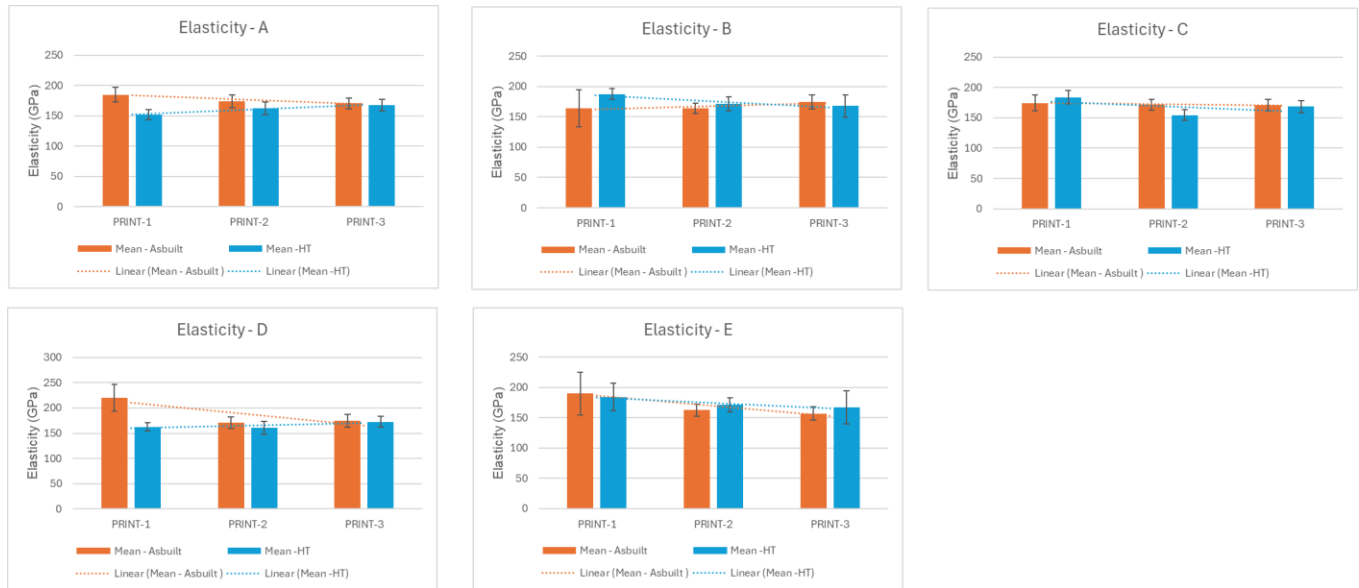 Elasticity - A
250
200
150
100
50
0
Elasticity (GPa)
PRINT-1 PRINT-2 PRINT-3
Mean - Asbuilt Mean -HT
Linear (Mean - Asbuilt ) Linear (Mean -HT)
Elasticity - B
250
200
150
100
50
0
Elasticity (GPa)
PRINT-1 PRINT-2 PRINT-3
Mean - Asbuilt Mean -HT
Linear (Mean - Asbuilt ) Linear (Mean -HT)
Elasticity - C
250
200
150
100
50
0
Elasticity (GPa)
PRINT-1 PRINT-2 PRINT-3
Mean - Asbuilt Mean -HT
Linear (Mean - Asbuilt ) Linear (Mean -HT)
Elasticity - D
300
250
200
150
100
50
0
Elasticity (GPa)
PRINT-1 PRINT-2 PRINT-3
Mean - Asbuilt Mean -HT
Linear (Mean - Asbuilt ) Linear (Mean -HT)
Elasticity - E
250
200
150
100
50
0
Elasticity (GPa)
PRINT-1 PRINT-2 PRINT-3
Mean - Asbuilt Mean -HT
Linear (Mean - Asbuilt ) Linear (Mean -HT)